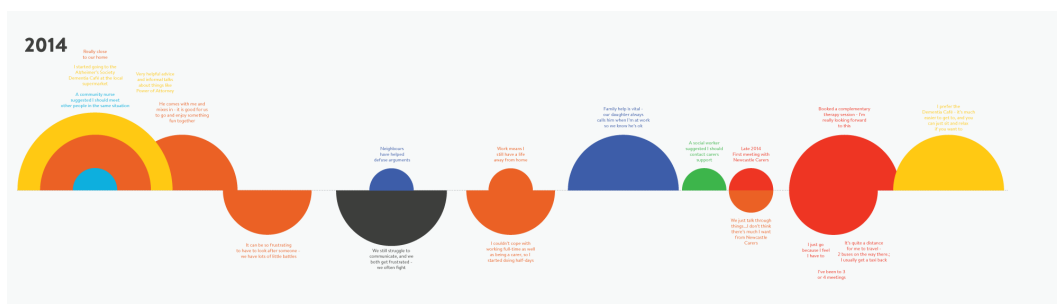 2014
Really close
to our home
I started going to the
Alzheimer's Society
Dementia Café at the local
supermarket
A community nurse
suggested I should meet
other people in the same situation
Very helpful advice
and informal talks
about things like
Power of Attorney
He comes with me and
joins in - it is good for us
to go and enjoy something
fun together
It can be so frustrating
to have to look after someone -
we have lots of little battles
Neighbours
have helped
defuse arguments
We still struggle to
communicate, and we
both get frustrated -
we often fight
Work means I
still have a life
away from home
I couldn't cope with
working full-time as well
as being a carer, so I
started doing half-days
Family help is vital -
our daughter always
calls him when I'm at work
so we know he's ok
A social worker
suggested I should
contact carers
support
Late 2014
First meeting with
Newcastle Carers
We just talk through
things...I don't think
there's much I want
from Newcastle
Carers
Booked a complementary
therapy session - I'm
really looking forward
to this
I just go
because I feel
I have to
It's quite a distance
for me to travel -
2 buses on the way there,
I usually get a taxi back
I've been to 3
or 4 meetings
I prefer the
Dementia Café - it's much
easier to get to, and you